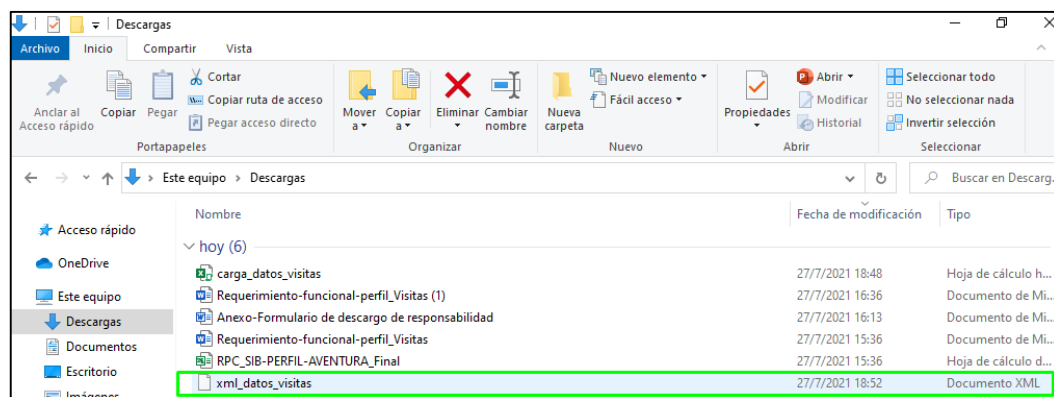 Descargas
Archivo Inicio Compartir Vista
Anclar al Acceso rápido
Copiar
Pegar
Cortar
Copiar ruta de acceso
Pegar acceso directo
Portapapeles
Mover a
Copiar a
Eliminar
Cambiar nombre
Organizar
Nueva carpeta
Nuevo elemento
Fácil acceso
Nuevo
Propiedades
Abrir
Modificar
Historial
Abrir
Seleccionar todo
No seleccionar nada
Invertir selección
Seleccionar
Este equipo > Descargas
Buscar en Descarg.
Acceso rápido
OneDrive
Este equipo
Descargas
Documentos
Escritorio
Imágenes
Nombre Fecha de modificación Tipo
hoy (6)
carga_datos_visitas 27/7/2021 18:48 Hoja de cálculo h...
Requerimiento-funcional-perfil_Visitas (1) 27/7/2021 16:36 Documento de Mi...
Anexo-Formulario de descargo de responsabilidad 27/7/2021 16:13 Documento de Mi...
Requerimiento-funcional-perfil_Visitas 27/7/2021 15:36 Documento de Mi...
RPC_SIB-PERFIL-AVENTURA_Final 27/7/2021 15:36 Hoja de cálculo d...
xml_datos_visitas 27/7/2021 18:52 Documento XML